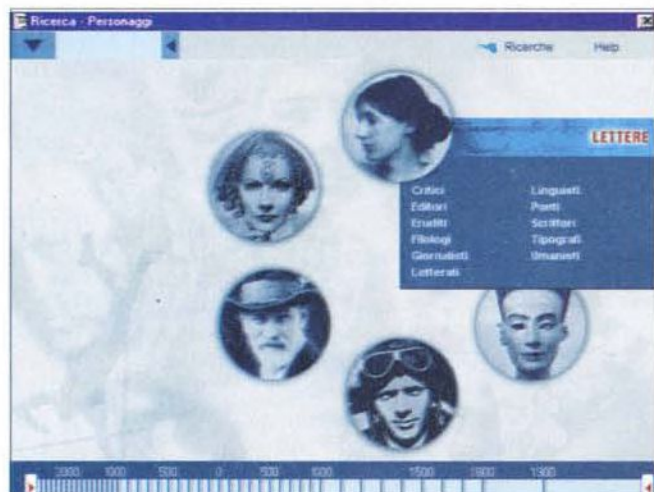 Ricerca - Personaggi
Ricerche Help
LETTERE
Critici Linguisti
Editori Poeti
Eruditi Scrittori
Filologi Tipografi
Giornalisti Umanisti
Letterati
2000 1000 500 0 500 1000 1500 1800